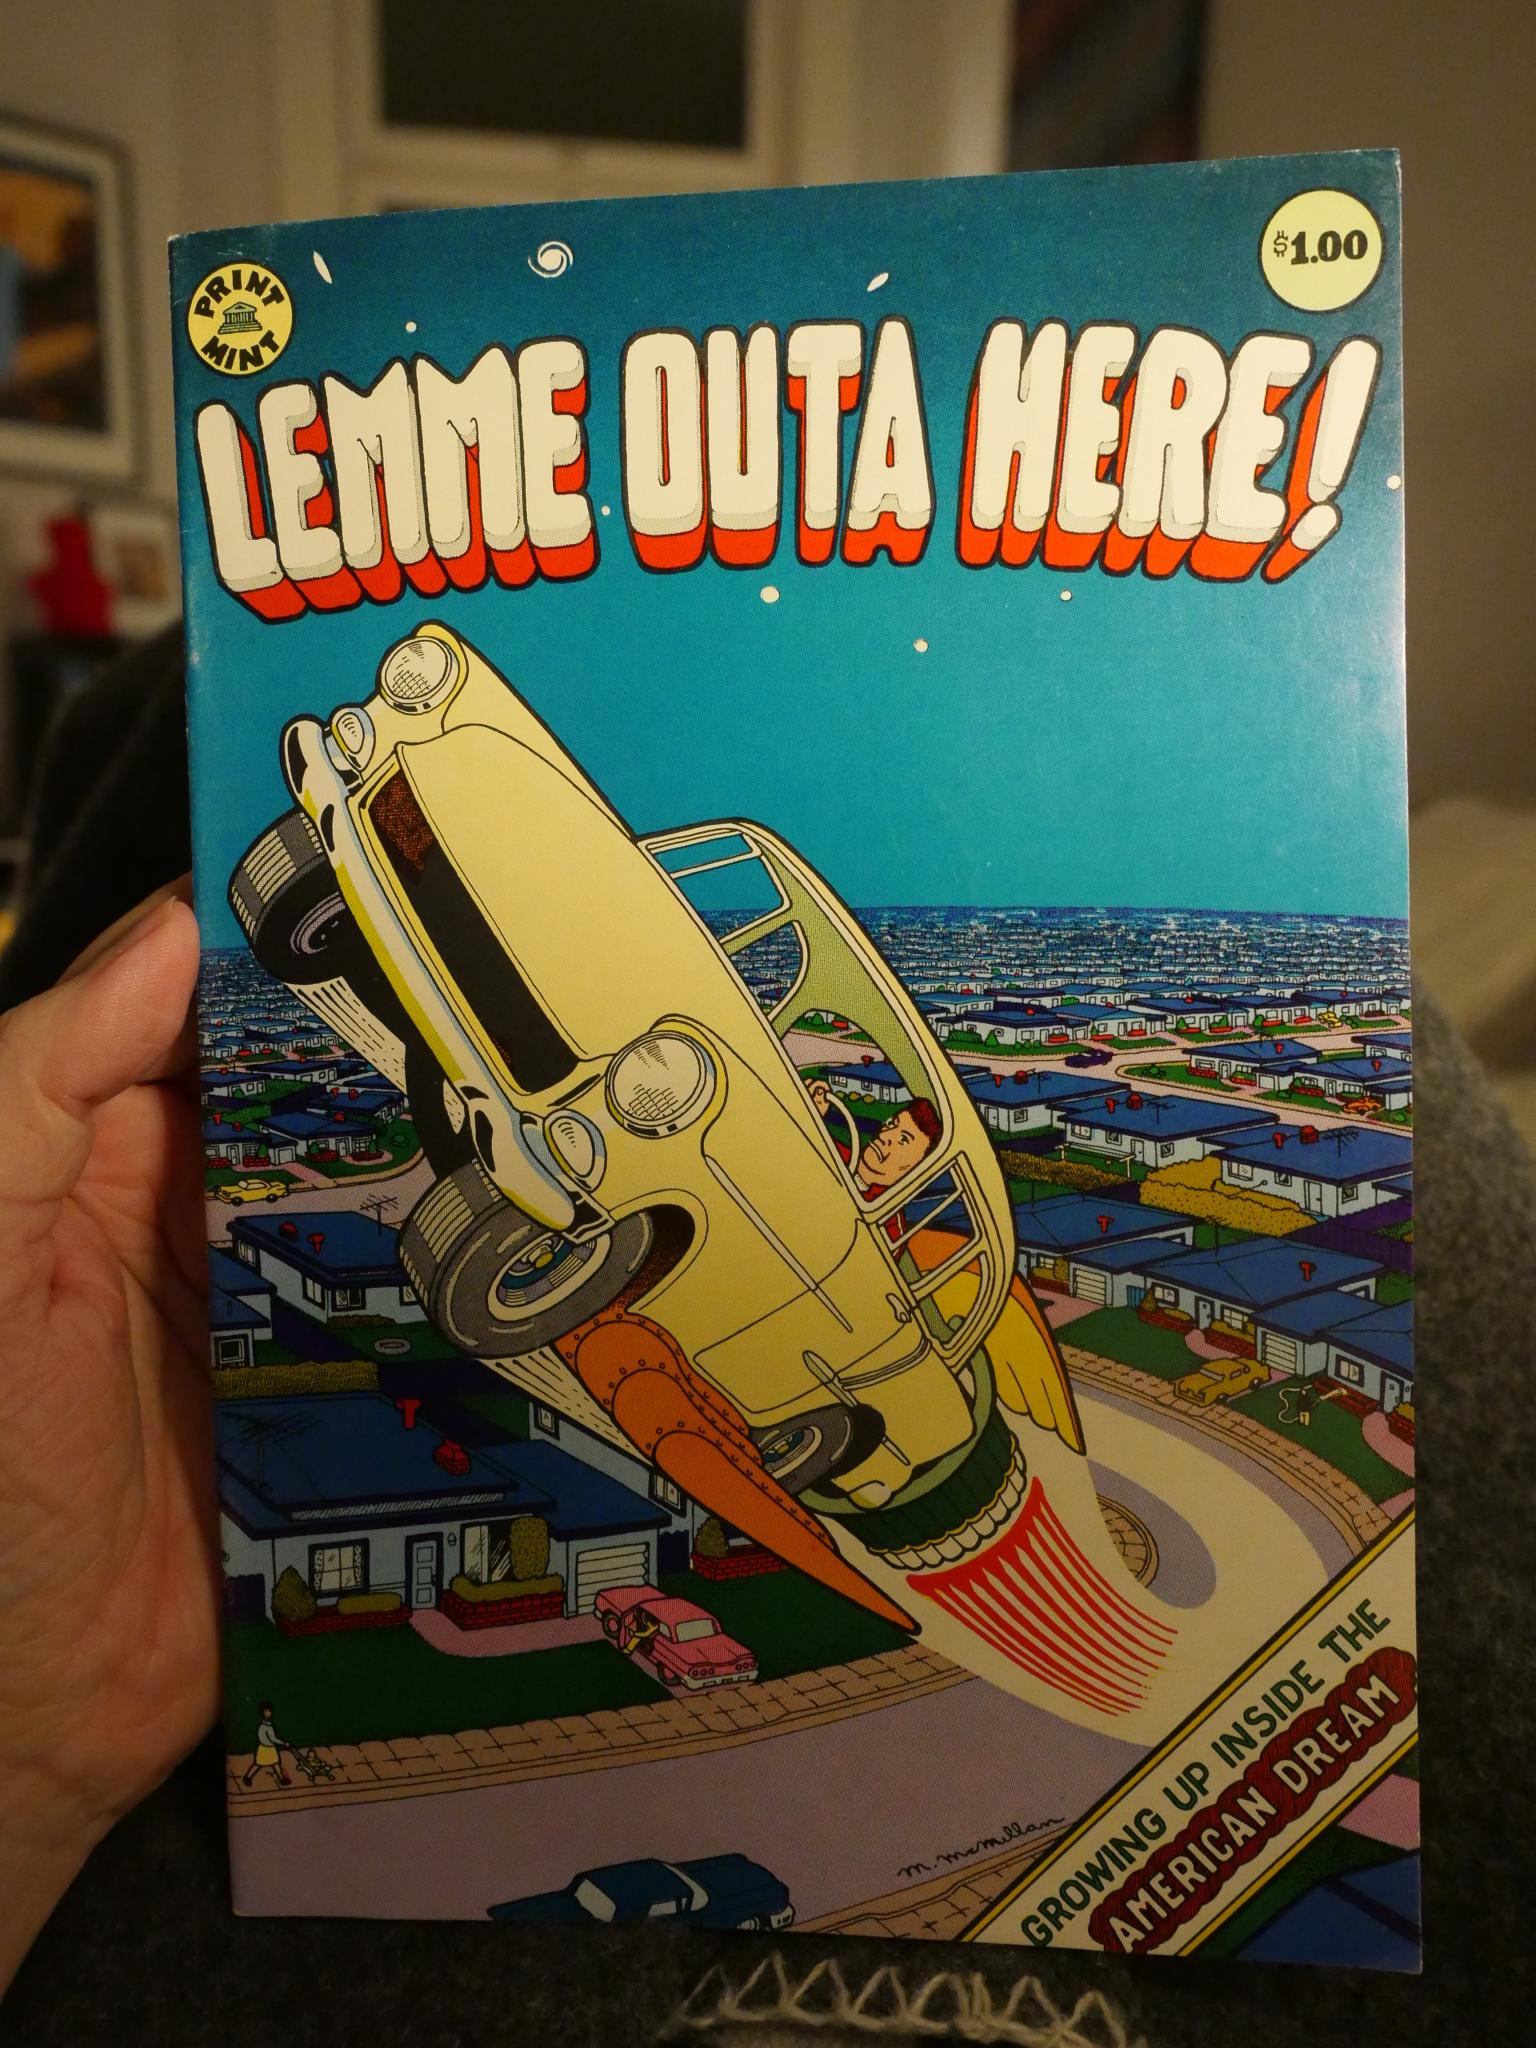 PRINT
MINT
$1.00
LEMME OUTA HERE!
m. mcmillan
GROWING UP INSIDE THE
AMERICAN DREAM